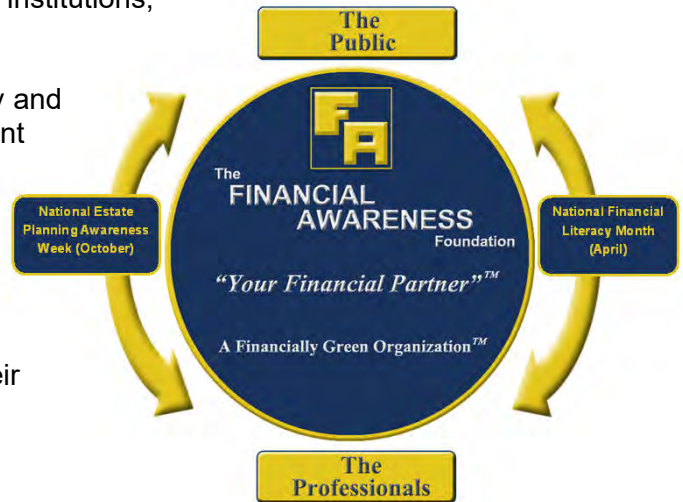 institutions,
The
Public
y and
nt
FA
The
FINANCIAL
AWARENESS
Foundation
National Estate
Planning Awareness
Week (October)
National Financial
Literacy Month
(April)
"Your Financial Partner"™
A Financially Green Organization™
eir
The
Professionals